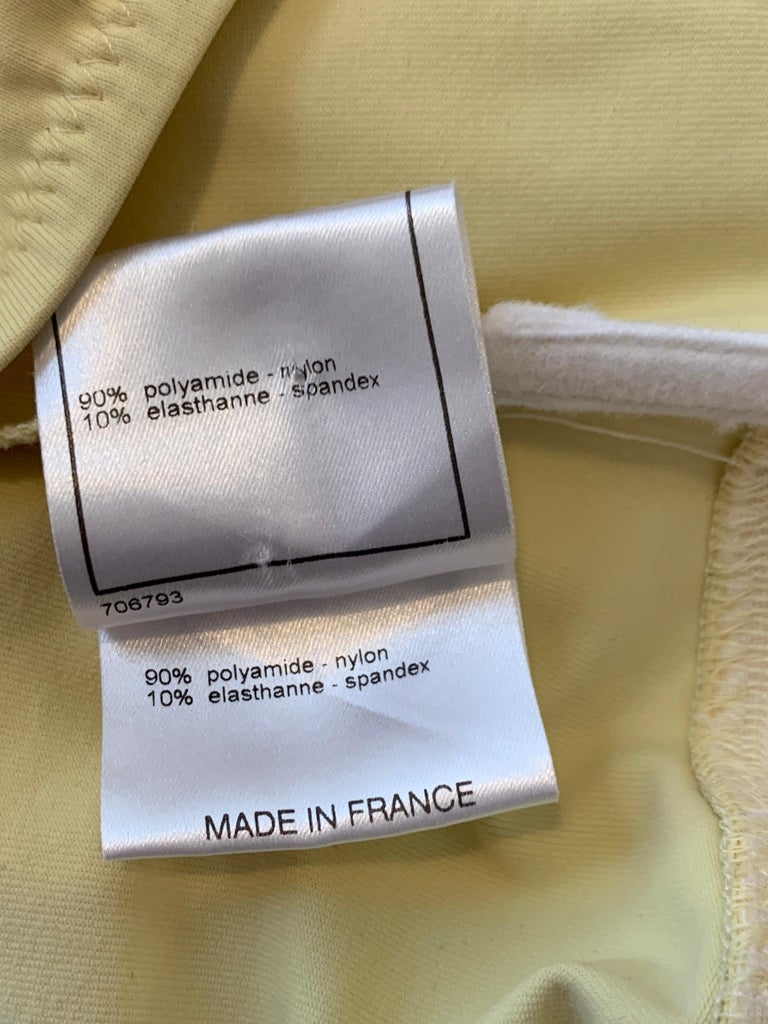 90% polyamide - nylon
10% elasthanne - spandex
706793
90% polyamide - nylon
10% elasthanne - spandex
MADE IN FRANCE